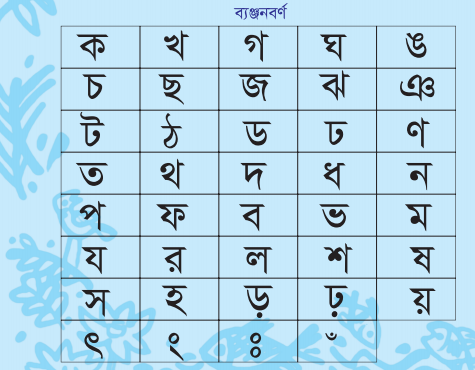 ব্যঞ্জনবর্ণ
ক খ গ ঘ ঙ
চ ছ জ ঝ ঞ
ট ঠ ড ঢ ণ
ত থ দ ধ ন
প ফ ব ভ ম
য র ল শ ষ
স হ ড় ঢ় য়
ৎ ং ঃ ঁ